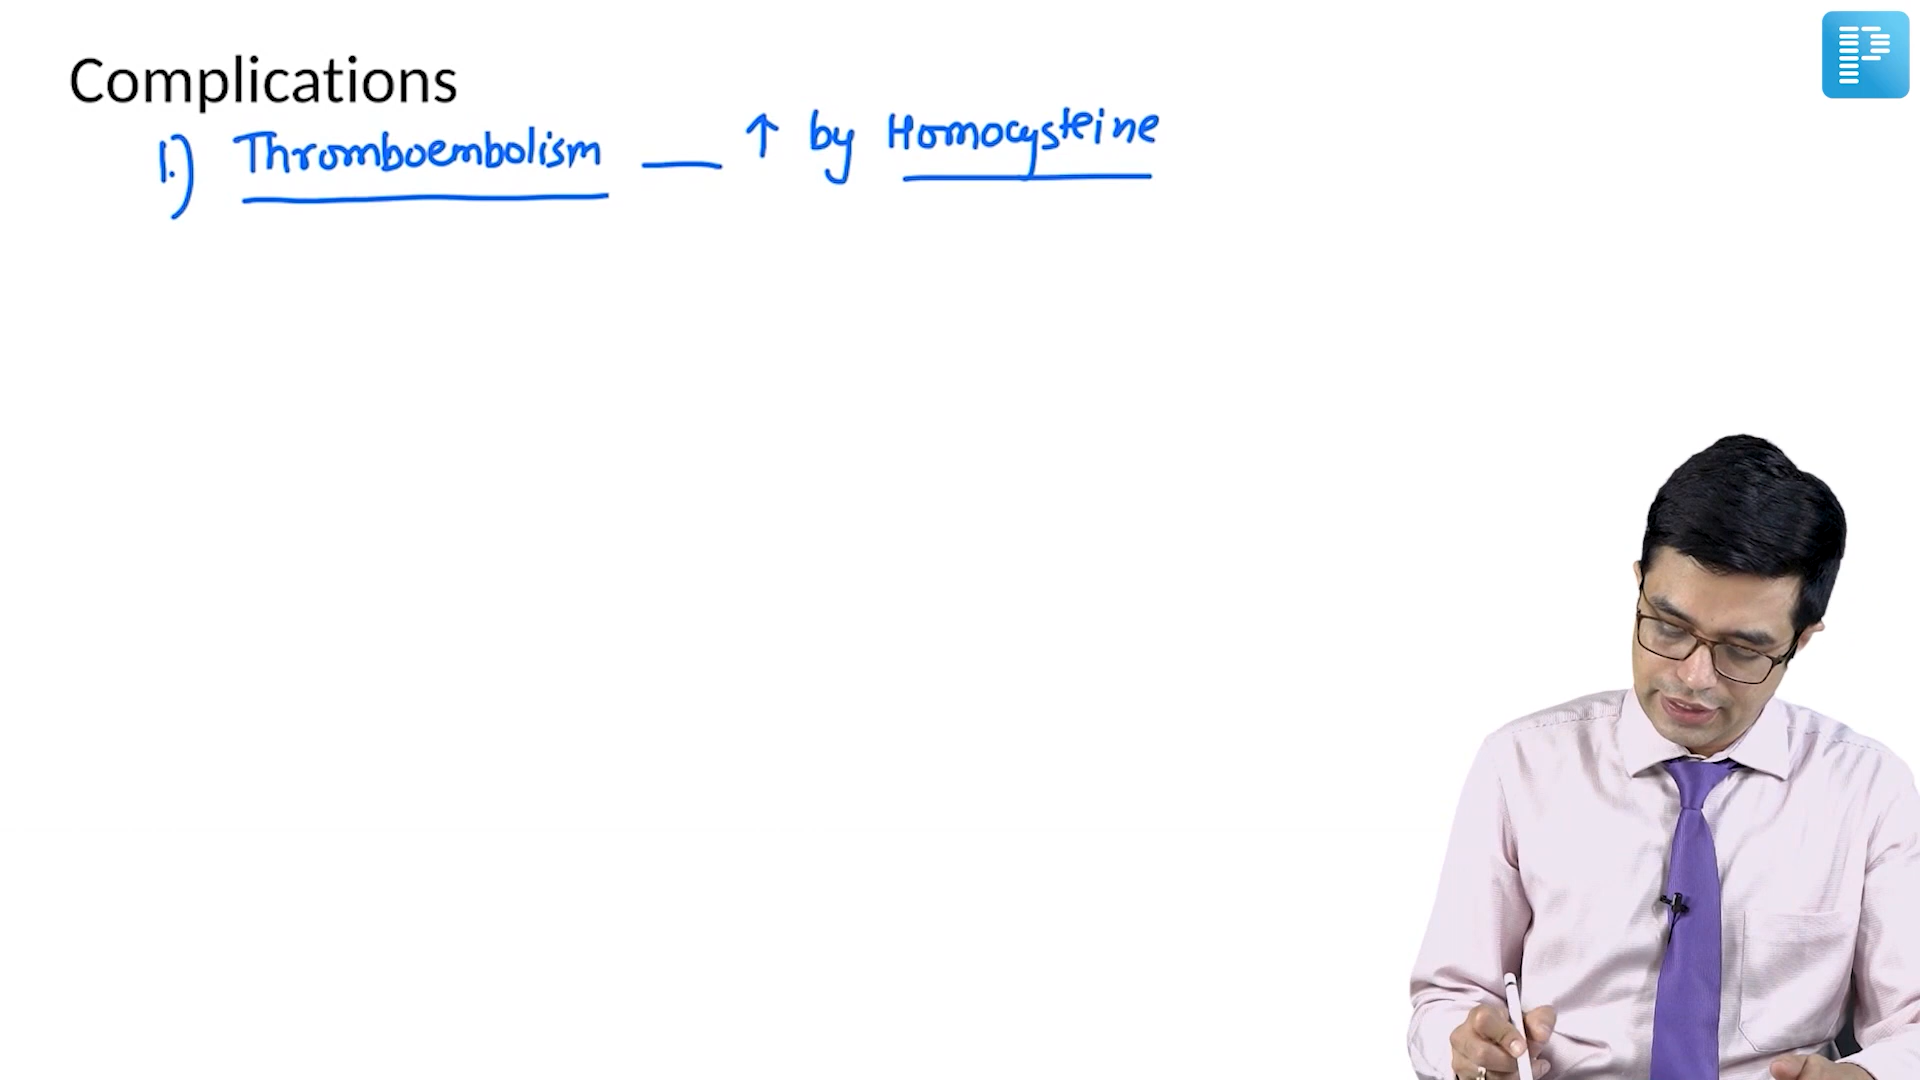 Complications
1.) Thromboembolism — ↑ by Homocysteine